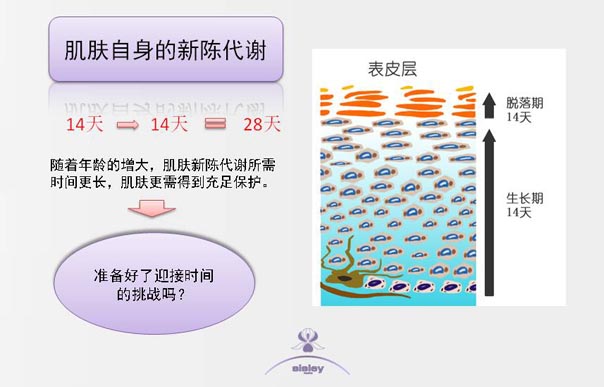 肌肤自身的新陈代谢
14天 14天 28天
随着年龄的增大，肌肤新陈代谢所需
时间更长，肌肤更需得到充足保护。
准备好了迎接时间
的挑战吗？
表皮层
脱落期
14天
生长期
14天
sisley